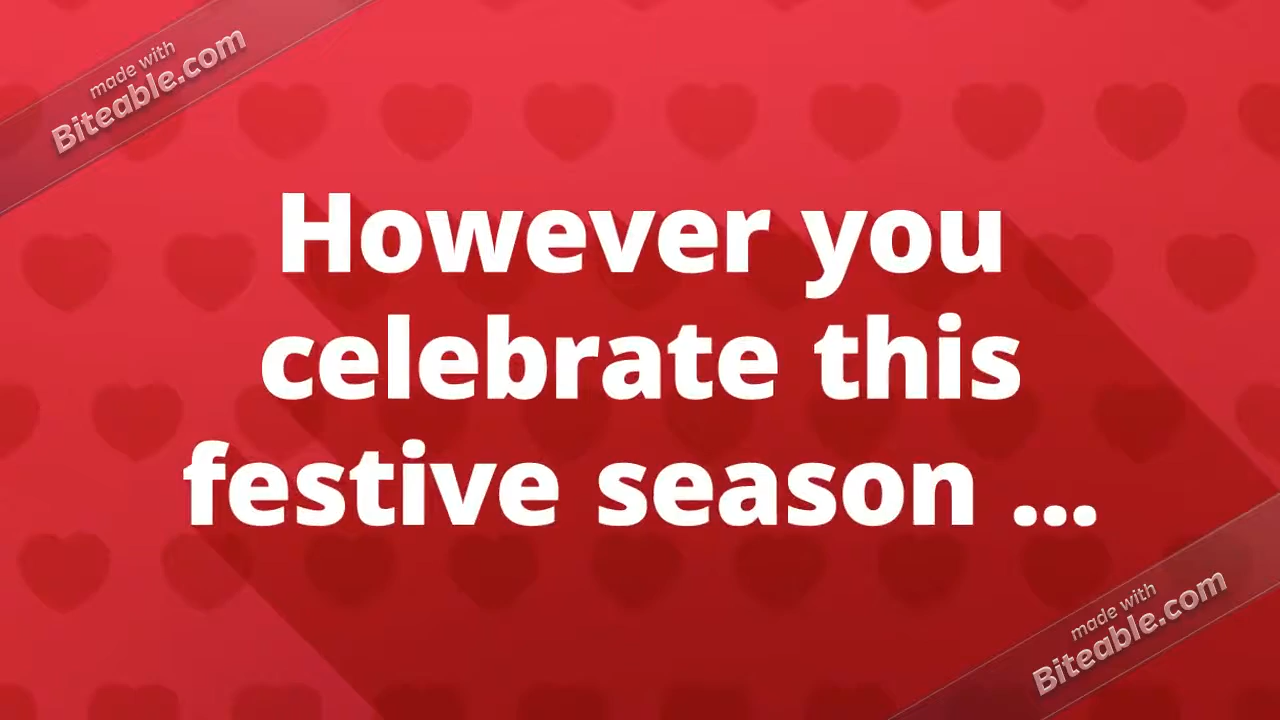 made with
Biteable.com
However you
celebrate this
festive season ...
made with
Biteable.com